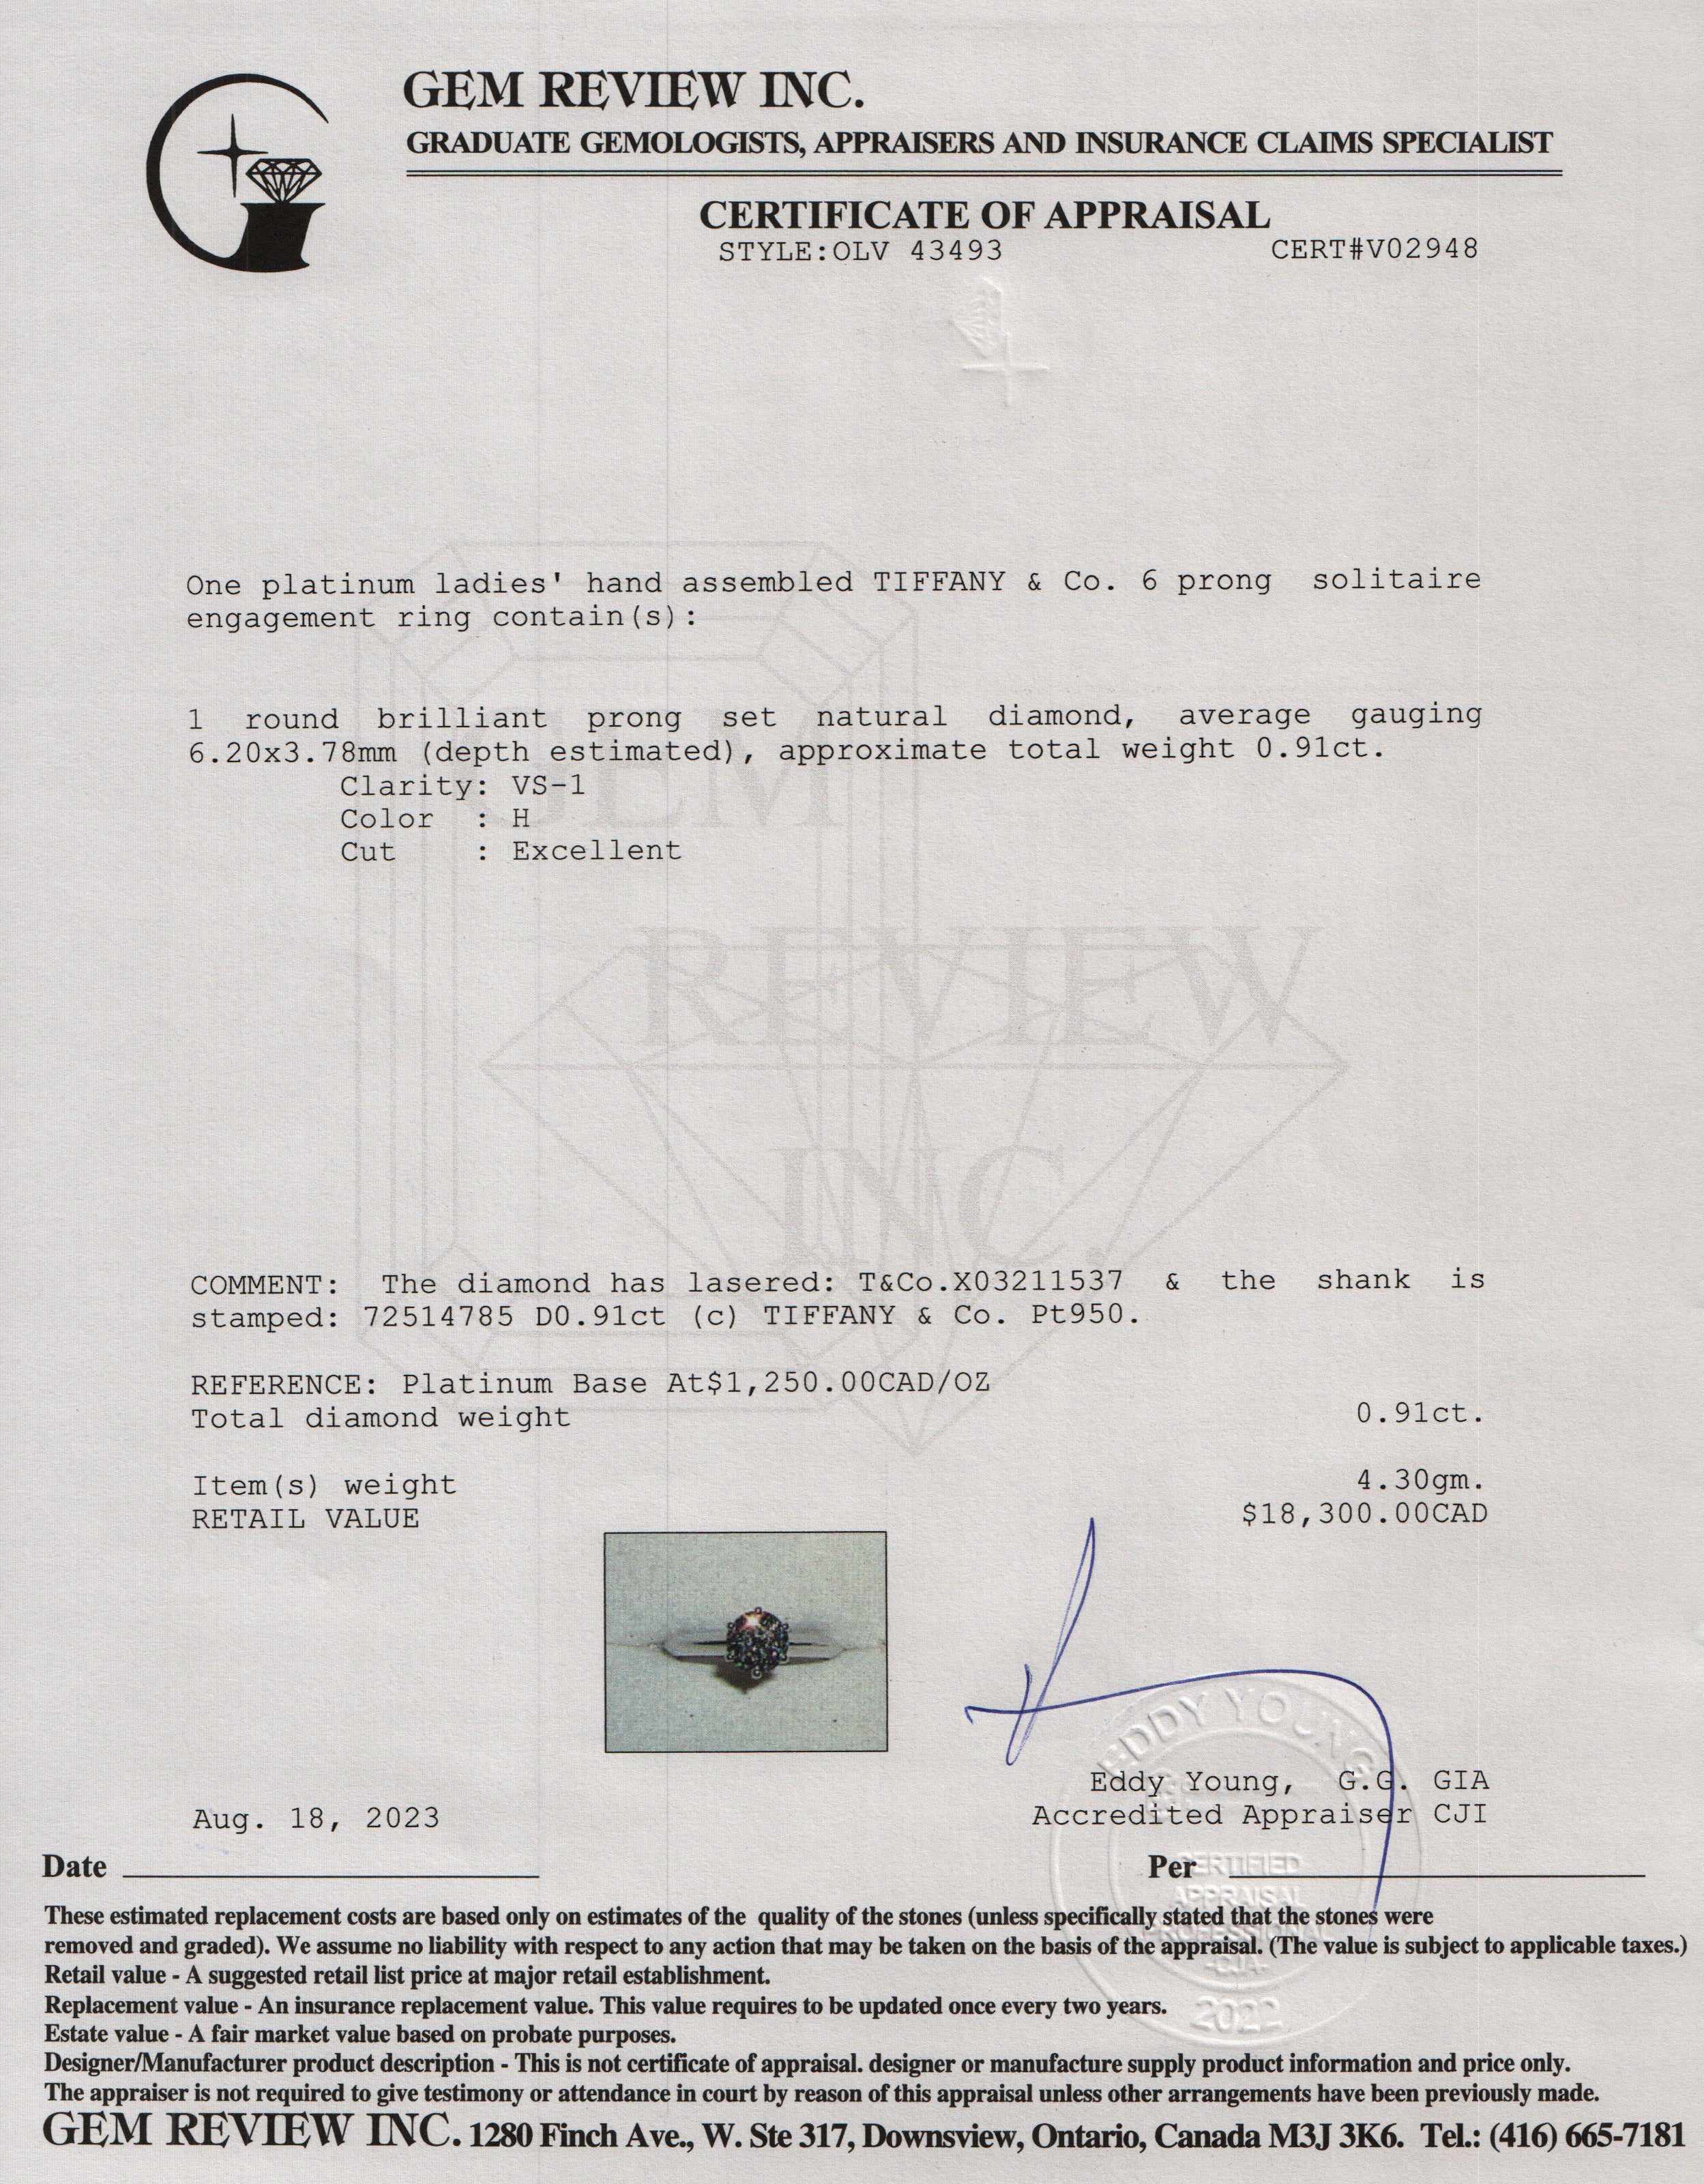 GEM REVIEW INC.
GRADUATE GEMOLOGISTS, APPRAISERS AND INSURANCE CLAIMS SPECIALIST
CERTIFICATE OF APPRAISAL
STYLE:OLV 43493 CERT#V02948
One platinum ladies' hand assembled TIFFANY & Co. 6 prong solitaire
engagement ring contain(s):
1 round brilliant prong set natural diamond, average gauging
6.20x3.78mm (depth estimated), approximate total weight 0.91ct.
Clarity: VS-1
Color : H
Cut : Excellent
GEM
REVIEW
INC.
COMMENT: The diamond has lasered: T&Co.X03211537 & the shank is
stamped: 72514785 D0.91ct (c) TIFFANY & Co. Pt950.
REFERENCE: Platinum Base At$1,250.00CAD/OZ
Total diamond weight 0.91ct.
Item(s) weight 4.30gm.
RETAIL VALUE $18,300.00CAD
EDDY YOUNG
Eddy Young, G.G. GIA
Aug. 18, 2023 Accredited Appraiser CJI
Date Per
CERTIFIED
APPRAISAL
PROFESSIONAL
-CJA-
2022
These estimated replacement costs are based only on estimates of the quality of the stones (unless specifically stated that the stones were
removed and graded). We assume no liability with respect to any action that may be taken on the basis of the appraisal. (The value is subject to applicable taxes.)
Retail value - A suggested retail list price at major retail establishment.
Replacement value - An insurance replacement value. This value requires to be updated once every two years.
Estate value - A fair market value based on probate purposes.
Designer/Manufacturer product description - This is not certificate of appraisal. designer or manufacture supply product information and price only.
The appraiser is not required to give testimony or attendance in court by reason of this appraisal unless other arrangements have been previously made.
GEM REVIEW INC. 1280 Finch Ave., W. Ste 317, Downsview, Ontario, Canada M3J 3K6. Tel.: (416) 665-7181